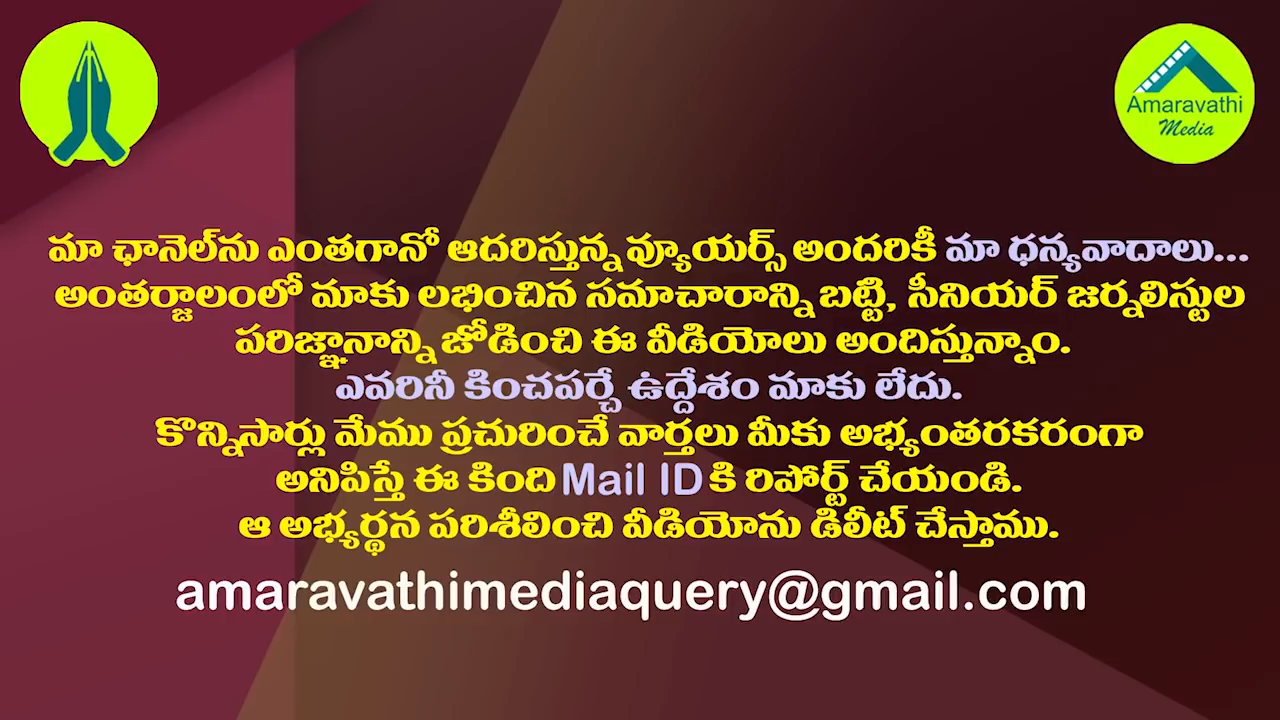 Amaravathi
Media
మా ఛానెల్‌ను ఎంతగానో ఆదరిస్తున్న వ్యూయర్స్ అందరికీ మా ధన్యవాదాలు...
అంతర్జాలంలో మాకు లభించిన సమాచారాన్ని బట్టి, సీనియర్ జర్నలిస్టుల
పరిజ్ఞానాన్ని జోడించి ఈ వీడియోలు అందిస్తున్నాం.
ఎవరినీ కించపర్చే ఉద్దేశం మాకు లేదు.
కొన్నిసార్లు మేము ప్రచురించే వార్తలు మీకు అభ్యంతరకరంగా
అనిపిస్తే ఈ కింది Mail ID కి రిపోర్ట్ చేయండి.
ఆ అభ్యర్థన పరిశీలించి వీడియోను డిలీట్ చేస్తాము.
amaravathimediaquery@gmail.com